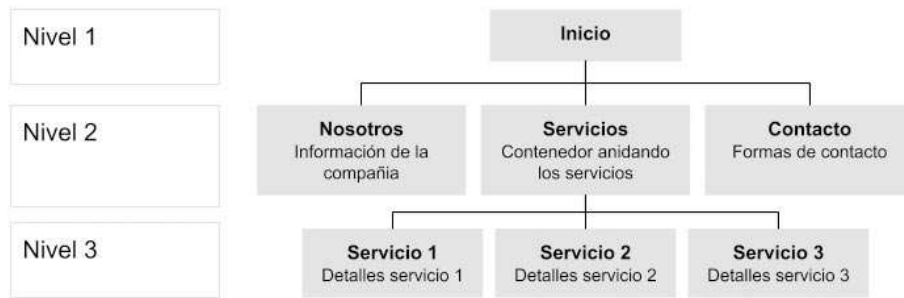 Nivel 1
Inicio
Nivel 2
Nosotros
Información de la
compañia
Servicios
Contenedor anidando
los servicios
Contacto
Formas de contacto
Nivel 3
Servicio 1
Detalles servicio 1
Servicio 2
Detalles servicio 2
Servicio 3
Detalles servicio 3